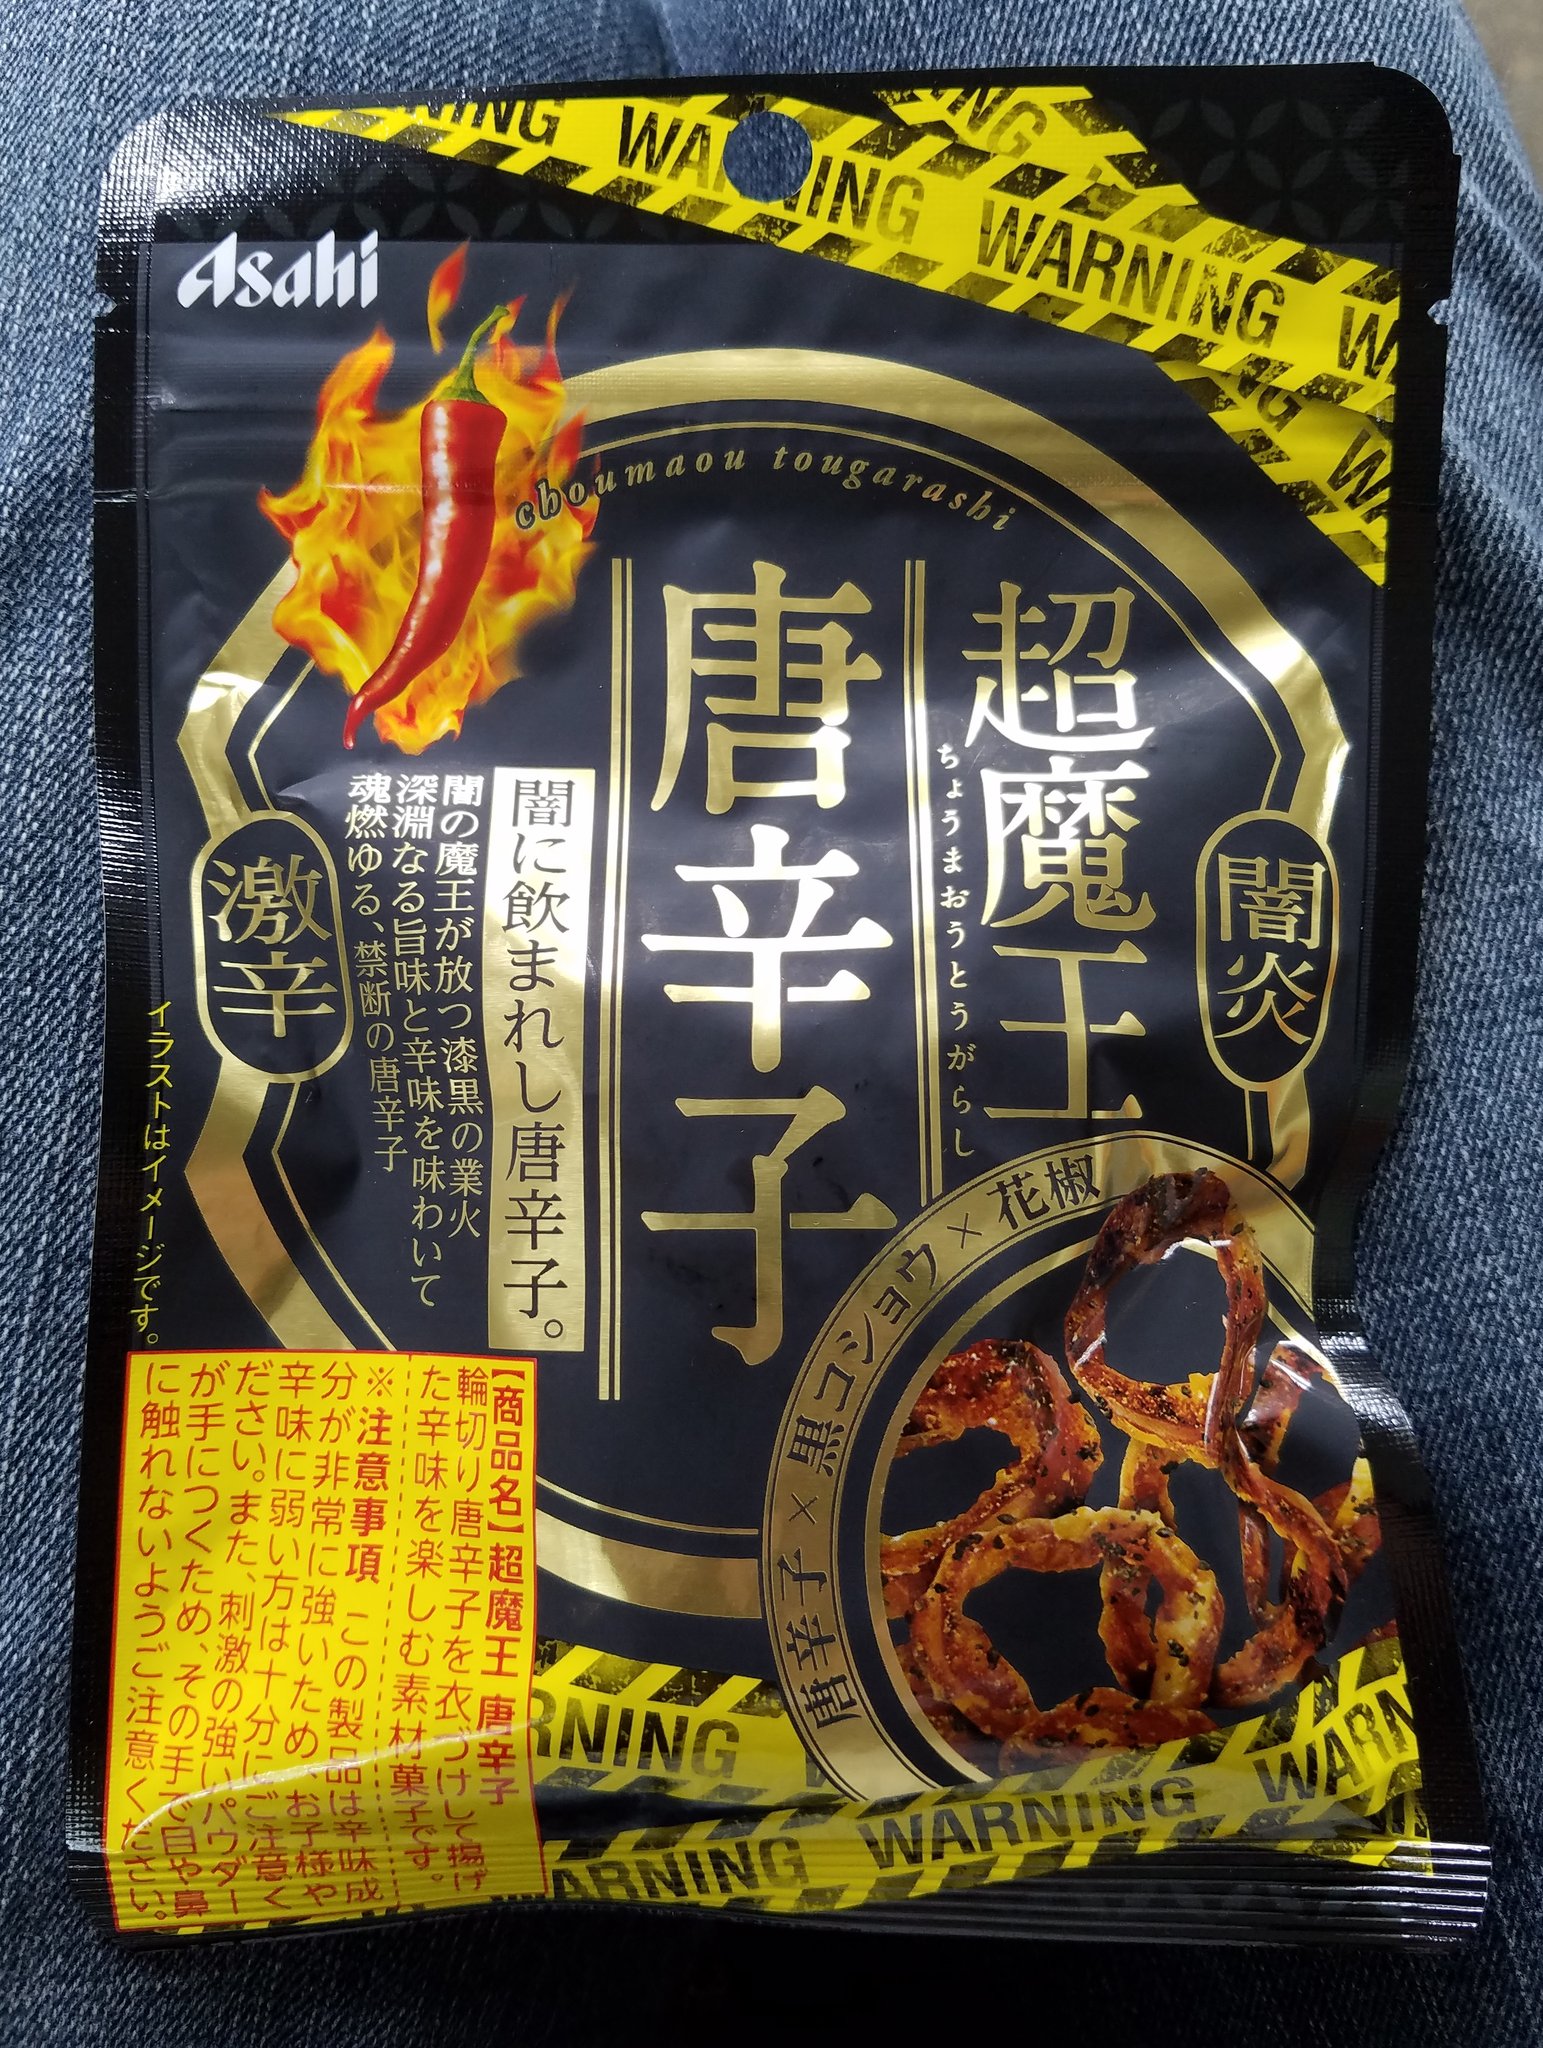 WARNING
WARNING
WARNING
Asahi
choumaou tougarashi
闇炎
超魔王
ちょうまおうとうがらし
唐辛子
激辛
闇に飲まれし唐辛子。
闇の魔王が放つ漆黒の業火
深淵なる旨味と辛味を味わいて
魂燃ゆる、禁断の唐辛子
イラストはイメージです。
唐辛子×黒コショウ×花椒
【商品名】超魔王 唐辛子
輪切り唐辛子を衣づけして揚げ
た辛味を楽しむ素材菓子です。
※注意事項 この製品は辛味成
分が非常に強いため、お子様や
辛味に弱い方は十分にご注意く
ださい。また、刺激の強いパウダー
が手につくため、その手で目や鼻
に触れないようご注意ください。
RNING
WARN
ARNING WARNING